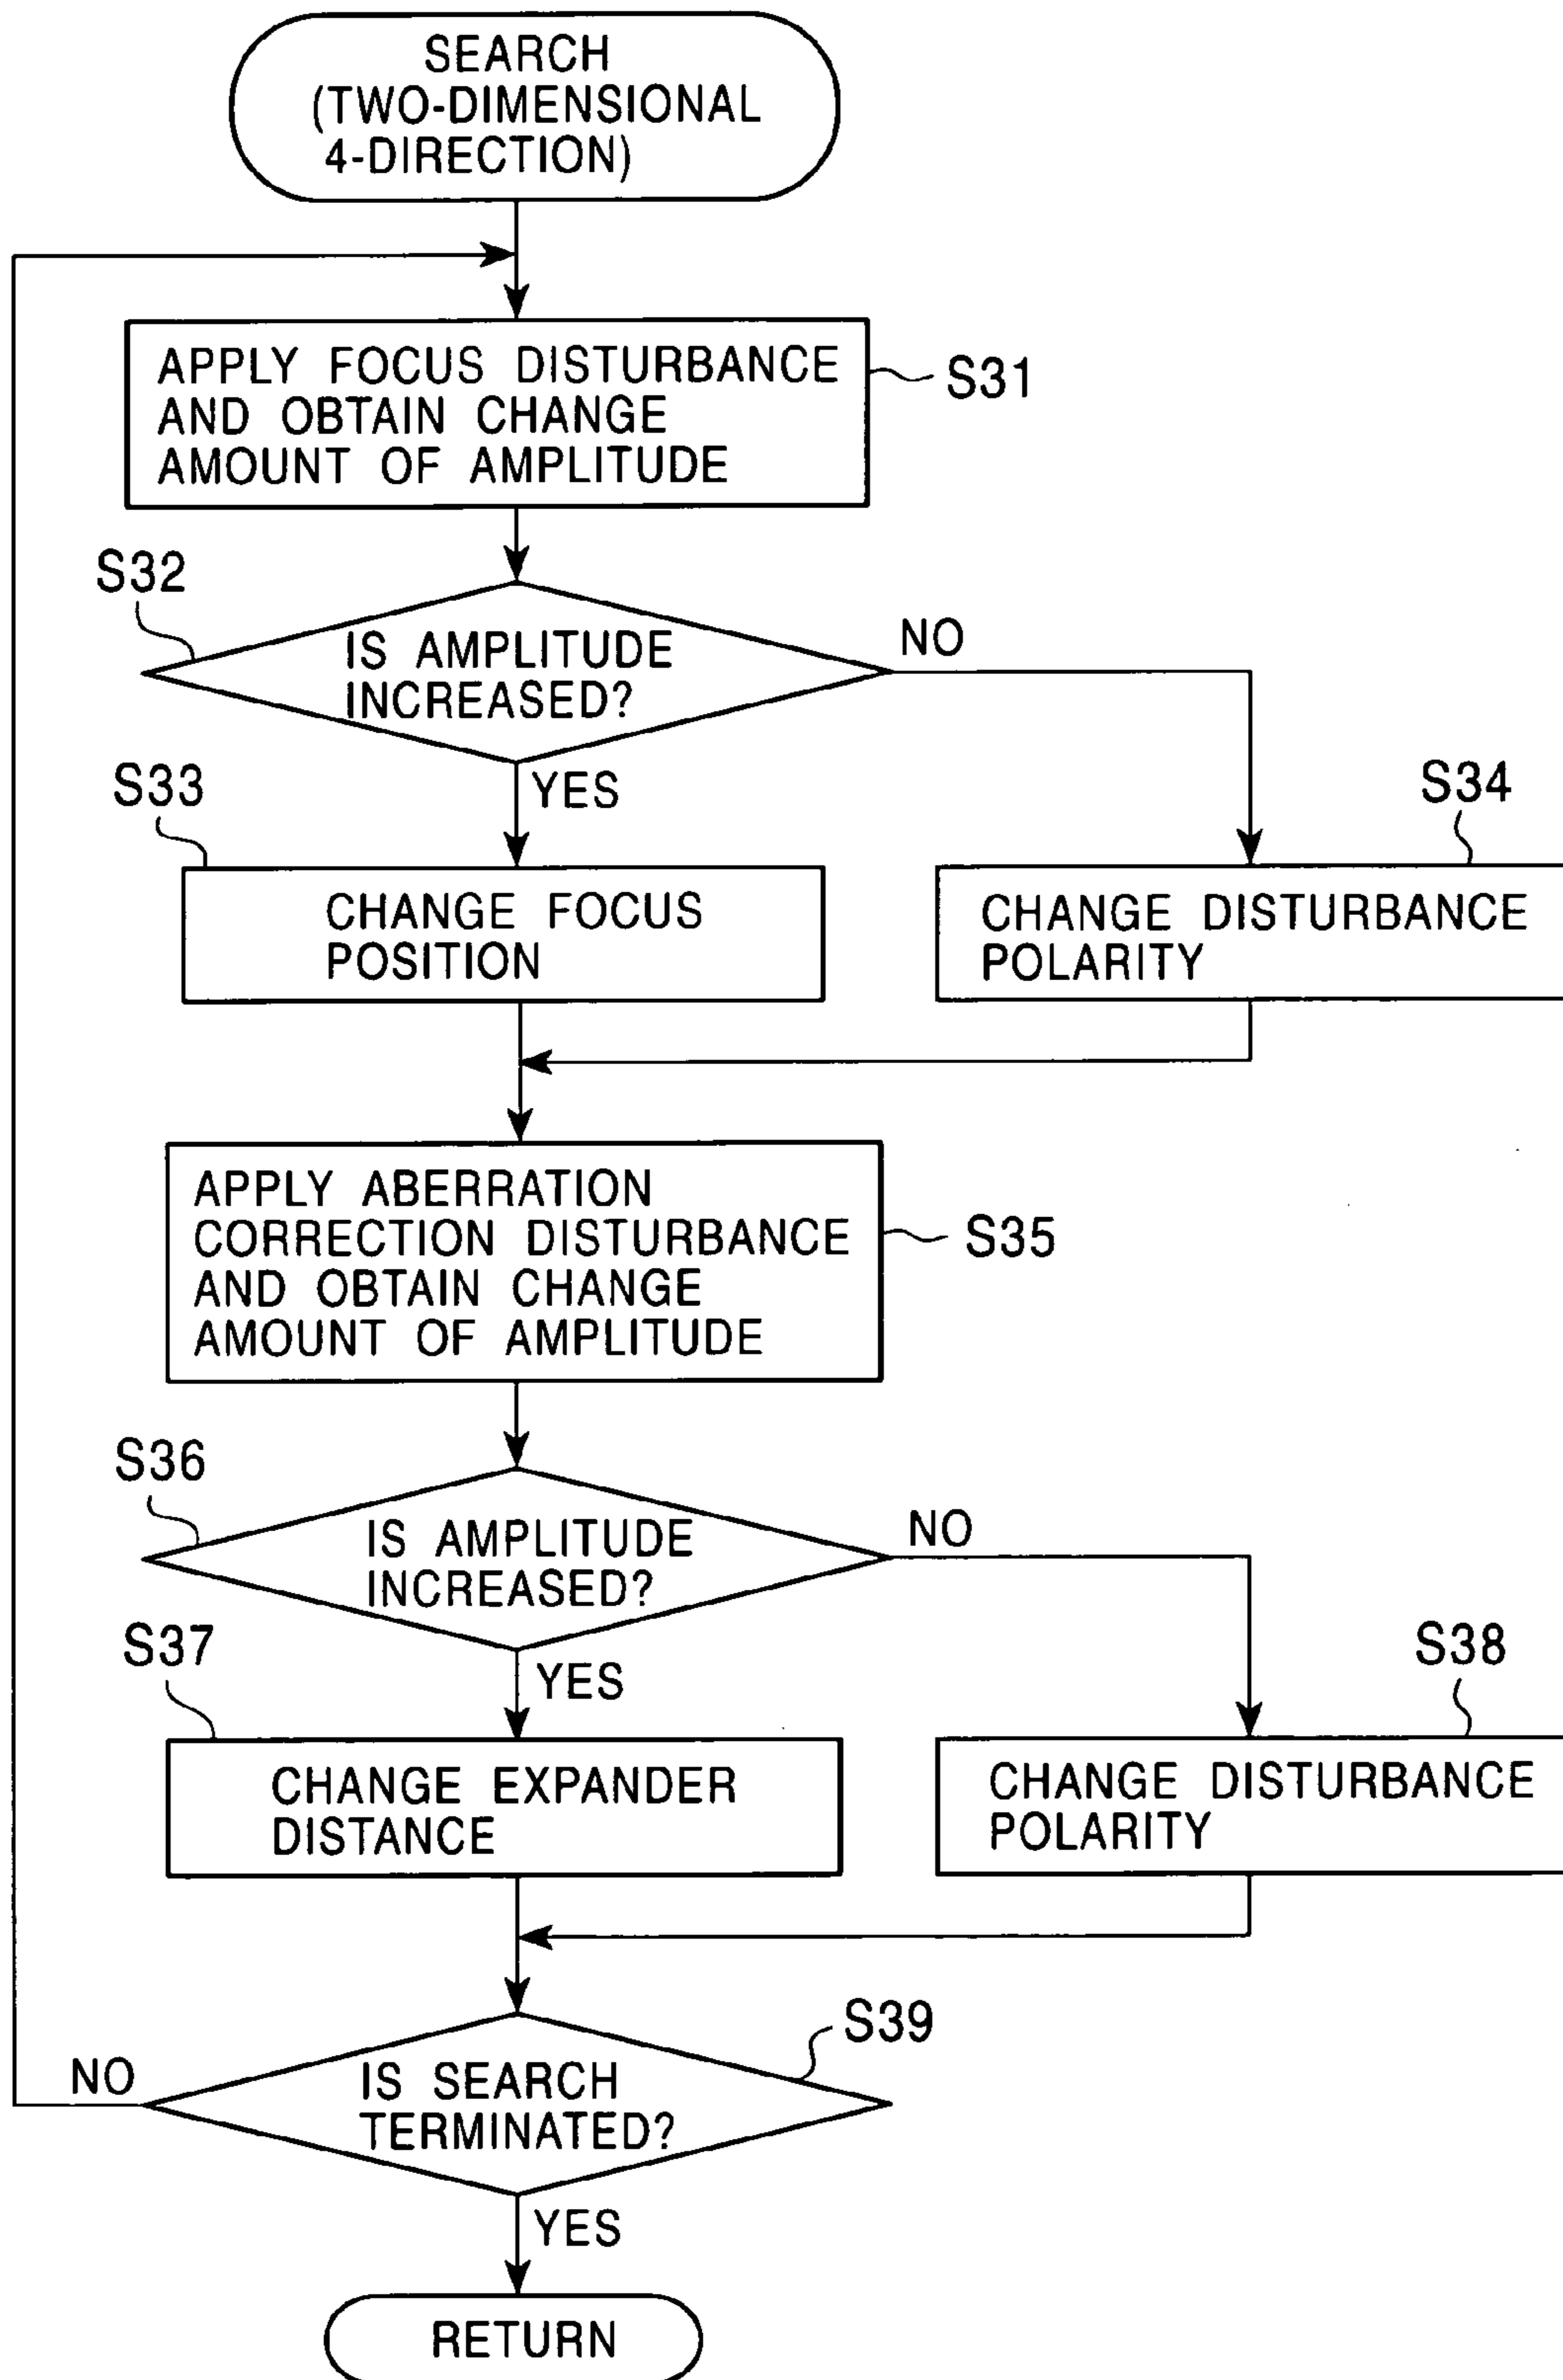 SEARCH
(TWO-DIMENSIONAL
4-DIRECTION)
APPLY FOCUS DISTURBANCE
AND OBTAIN CHANGE
AMOUNT OF AMPLITUDE
S31
S32
IS AMPLITUDE
INCREASED?
NO
YES
S33
CHANGE FOCUS
POSITION
S34
CHANGE DISTURBANCE
POLARITY
APPLY ABERRATION
CORRECTION DISTURBANCE
AND OBTAIN CHANGE
AMOUNT OF AMPLITUDE
S35
S36
IS AMPLITUDE
INCREASED?
NO
YES
S37
CHANGE EXPANDER
DISTANCE
S38
CHANGE DISTURBANCE
POLARITY
S39
IS SEARCH
TERMINATED?
NO
YES
RETURN